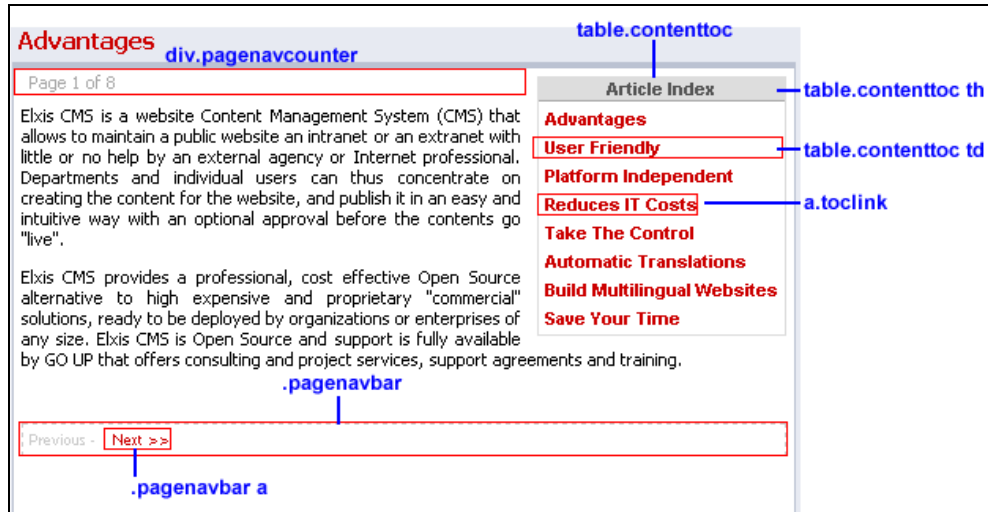 table.contenttoc
Advantages
div.pagenavcounter
Page 1 of 8
Article Index
table.contenttoc th
Elxis CMS is a website Content Management System (CMS) that
allows to maintain a public website an intranet or an extranet with
little or no help by an external agency or Internet professional.
Departments and individual users can thus concentrate on
creating the content for the website, and publish it in an easy and
intuitive way with an optional approval before the contents go
"live".
Advantages
User Friendly
table.contenttoc td
Platform Independent
Reduces IT Costs
a.toclink
Take The Control
Automatic Translations
Build Multilingual Websites
Save Your Time
Elxis CMS provides a professional, cost effective Open Source
alternative to high expensive and proprietary "commercial"
solutions, ready to be deployed by organizations or enterprises of
any size. Elxis CMS is Open Source and support is fully available
by GO UP that offers consulting and project services, support agreements and training.
.pagenavbar
Previous - Next >>
.pagenavbar a